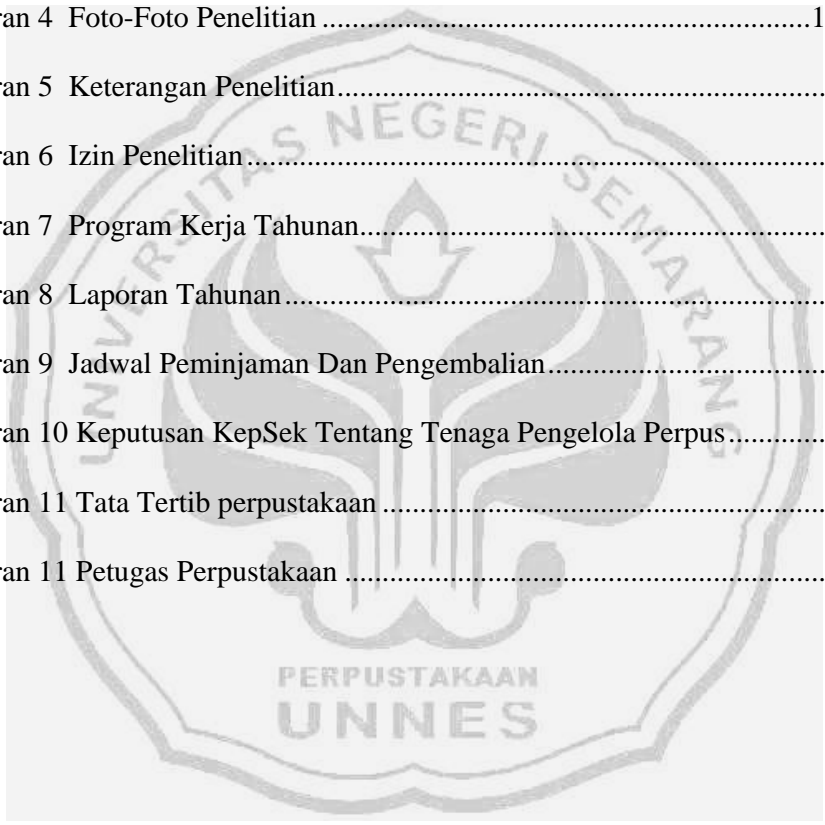 ran 4 Foto-Foto Penelitian ................................................................1
ran 5 Keterangan Penelitian..............................................................
ran 6 Izin Penelitian..........................................................................
ran 7 Program Kerja Tahunan...........................................................
ran 8 Laporan Tahunan.....................................................................
ran 9 Jadwal Peminjaman Dan Pengembalian....................................
ran 10 Keputusan KepSek Tentang Tenaga Pengelola Perpus.............
ran 11 Tata Tertib perpustakaan ..........................................................
ran 11 Petugas Perpustakaan ...............................................................
UNIVERSITAS NEGERI SEMARANG
PERPUSTAKAAN
UNNES